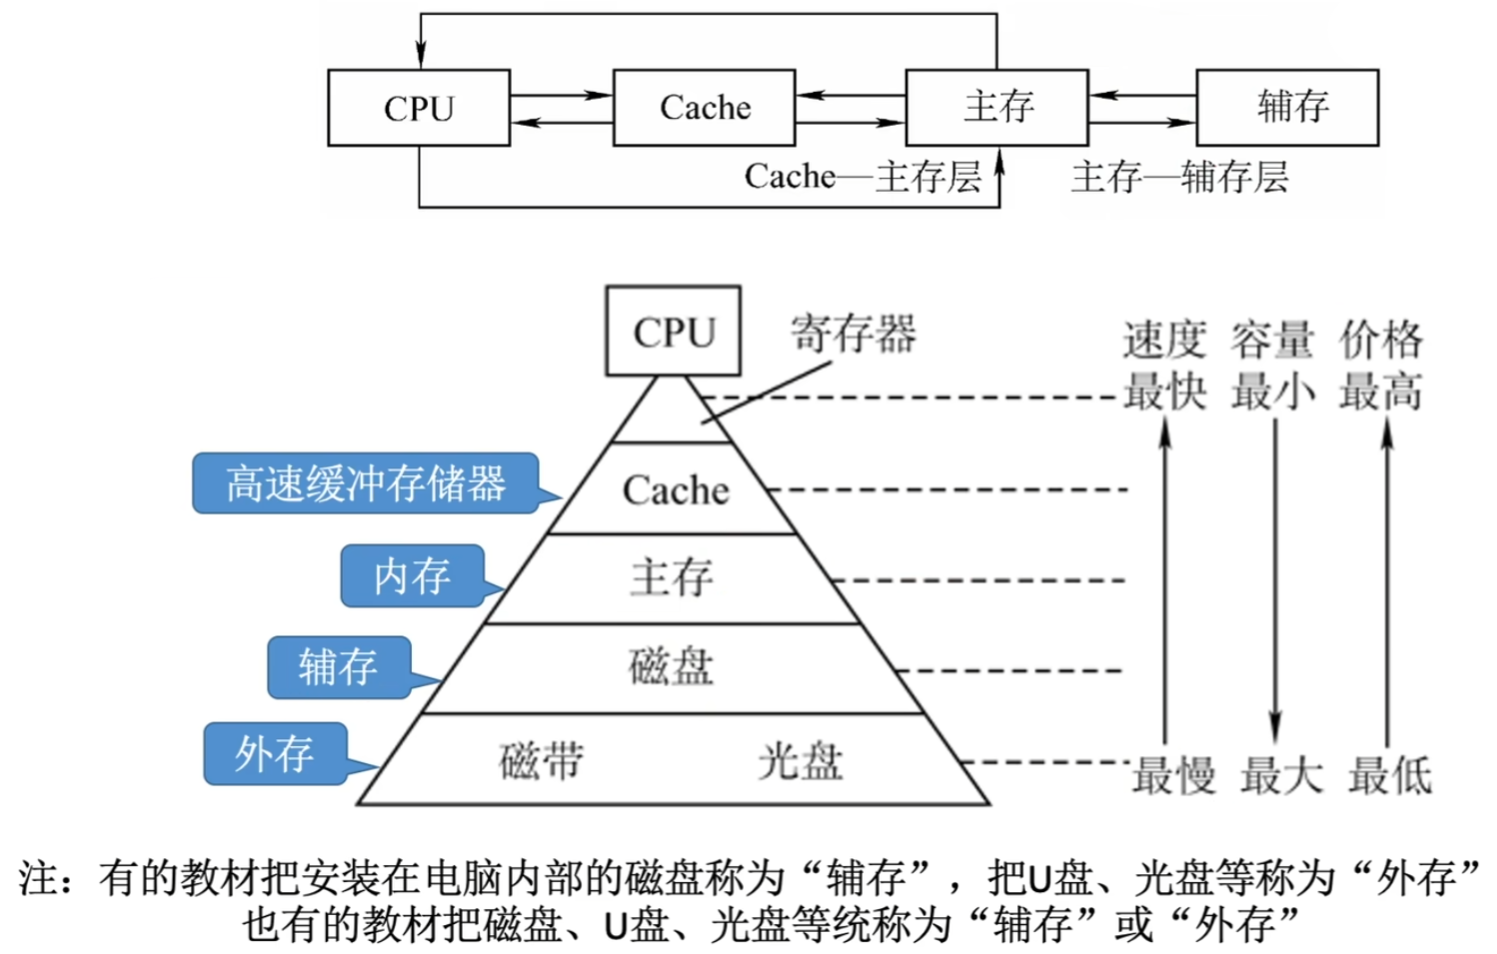 CPU
Cache
主存
辅存
Cache—主存层
主存—辅存层
CPU
寄存器
速度 容量 价格
最快 最小 最高
高速缓冲存储器
Cache
内存
主存
辅存
磁盘
外存
磁带 光盘
最慢 最大 最低
注：有的教材把安装在电脑内部的磁盘称为“辅存”，把U盘、光盘等称为“外存”
也有的教材把磁盘、U盘、光盘等统称为“辅存”或“外存”